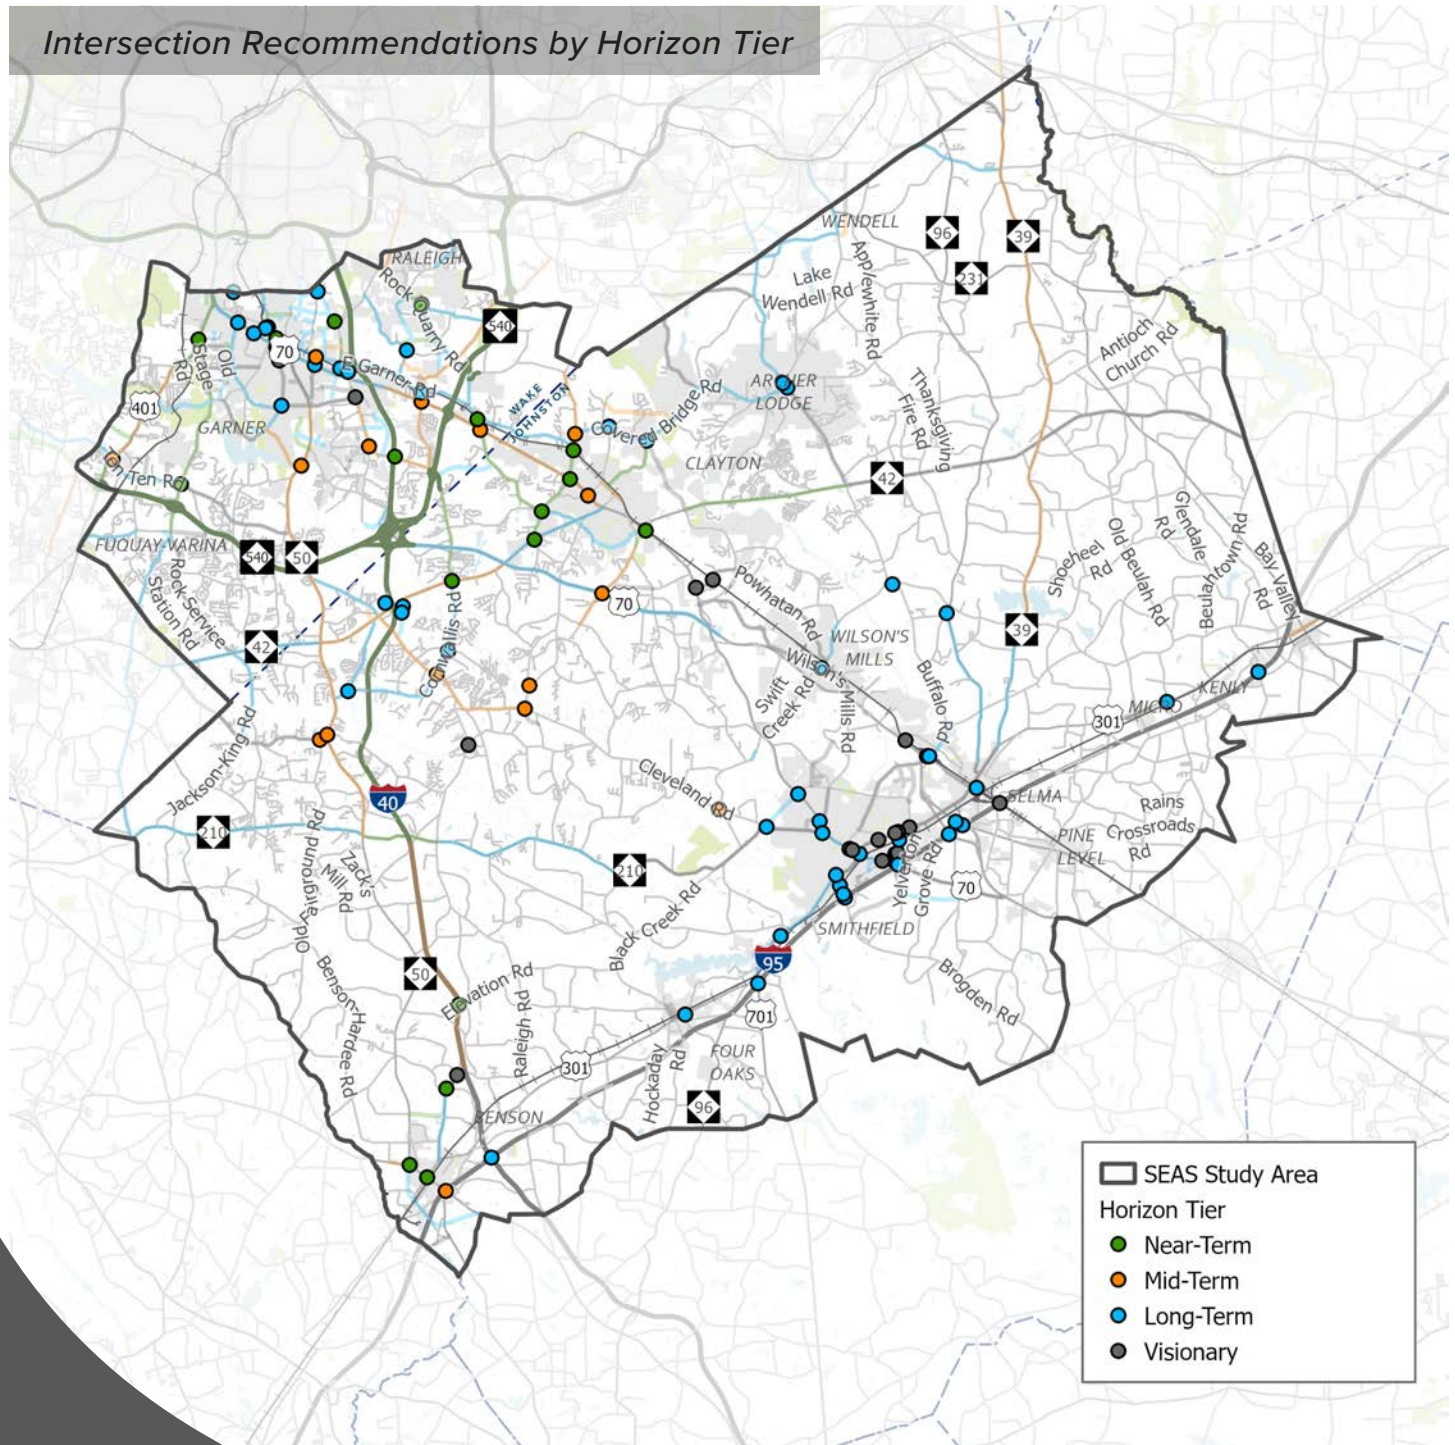 Intersection Recommendations by Horizon Tier
WENDELL
96
39
231
RALEIGH
Lake
Wendell Rd
Applewhite Rd
Rock Quarry Rd
540
Antioch
Church Rd
70
Old
Stage
Rd
E Garner Rd
WAKE
JOHNSTON
ARCHER
LODGE
401
GARNER
Covered Bridge Rd
CLAYTON
Thanksgiving
Fire Rd
42
Ten-Ten Rd
FUQUAY-VARINA
540
50
Glendale
Rd
Old Beulah Rd
Beulahtown Rd
Bay Valley
Rd
Shoeheel
Rd
Rock Service
Station Rd
42
Cornwallis Rd
70
Powhatan Rd
WILSON'S
MILLS
39
Wilson's Mills Rd
Swift
Creek Rd
Buffalo Rd
KENLY
MICRO
301
Jackson-King Rd
40
Cleveland Rd
SELMA
Rains
Crossroads
Rd
PINE
LEVEL
210
210
Old Fairground Rd
Zack's
Mill Rd
Yelverton
Grove Rd
70
Black Creek Rd
SMITHFIELD
95
50
Benson-Hardee Rd
Elevation Rd
Raleigh Rd
Brogden Rd
701
301
Hockaday
Rd
FOUR
OAKS
96
BENSON
SEAS Study Area
Horizon Tier
Near-Term
Mid-Term
Long-Term
Visionary